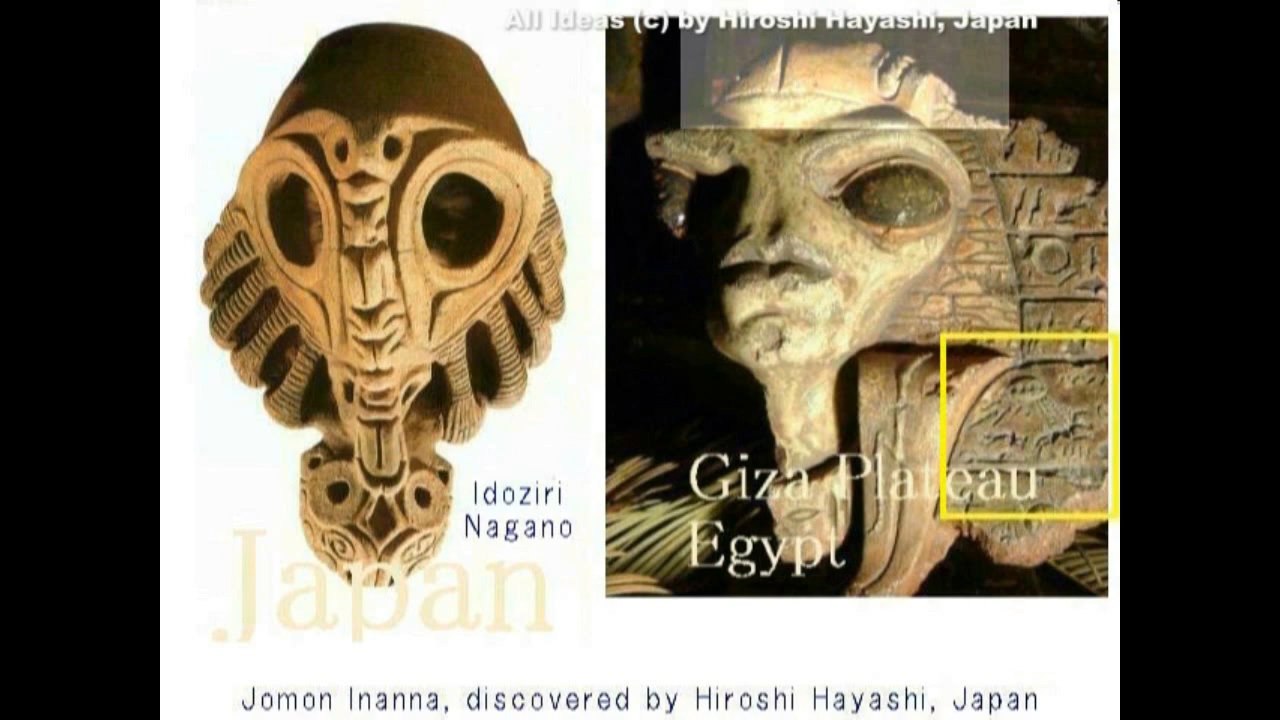 All Ideas (c) by Hiroshi Hayashi, Japan
Idoziri
Nagano
Japan
Giza Plateau
Egypt
Jomon Inanna, discovered by Hiroshi Hayashi, Japan